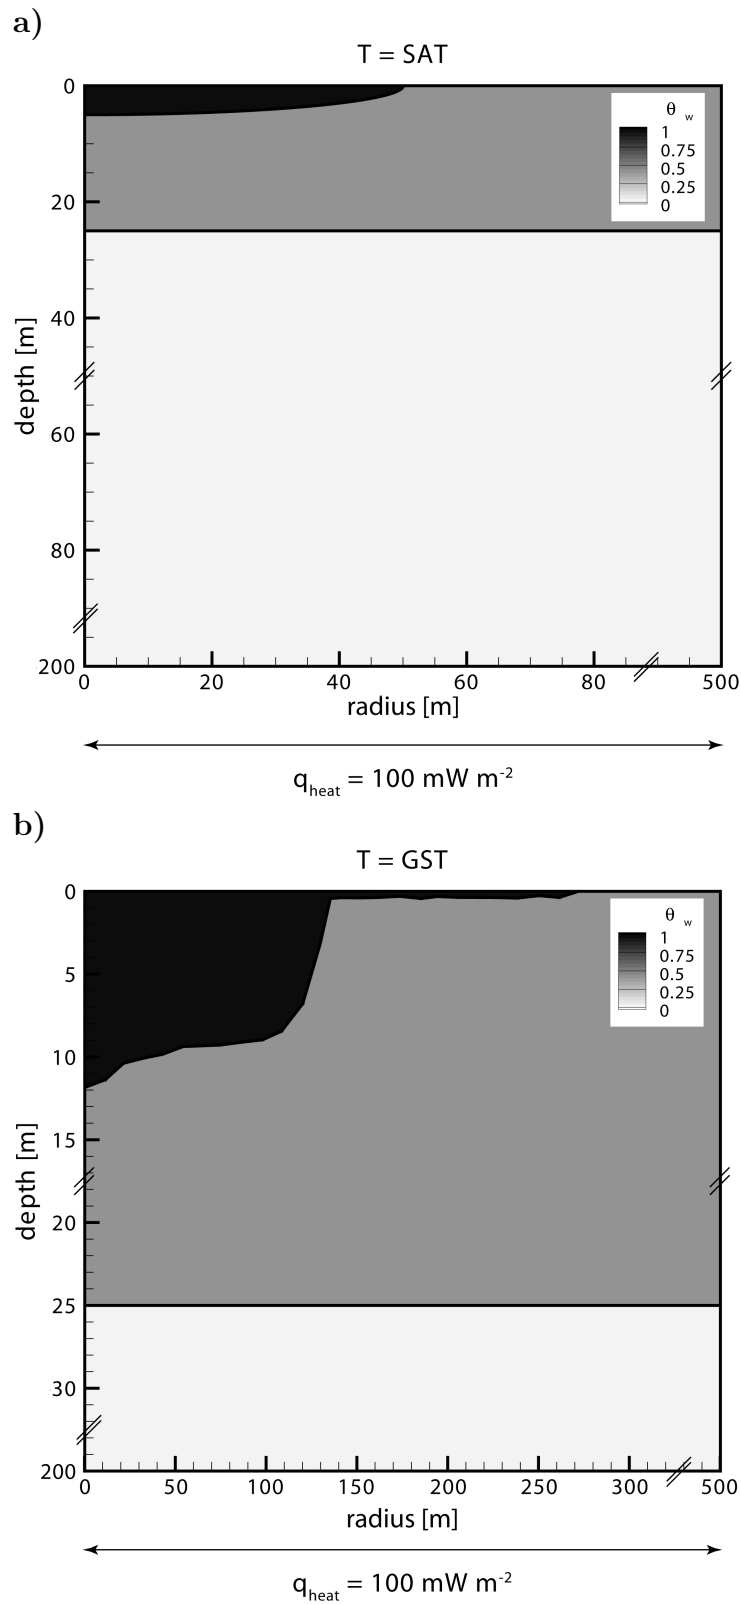 a)
T = SAT
θ w
1
0.75
0.5
0.25
0
0
20
40
60
80
200
depth [m]
0 20 40 60 80 500
radius [m]
qheat = 100 mW m-2
b)
T = GST
θ w
1
0.75
0.5
0.25
0
0
5
10
15
20
25
30
200
depth [m]
0 50 100 150 200 250 300 500
radius [m]
qheat = 100 mW m-2